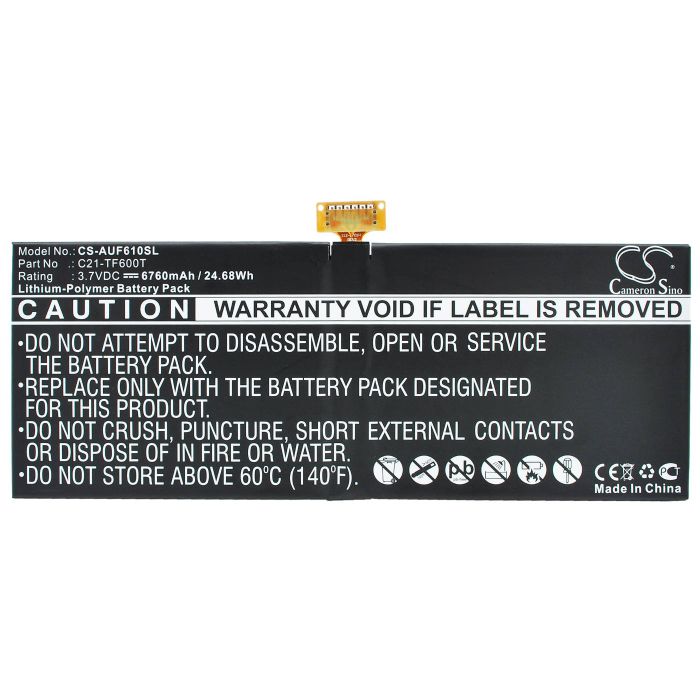 Model No.: CS-AUF610SL
Part No : C21-TF600T
Rating : 3.7VDC 6760mAh / 24.68Wh
Lithium-Polymer Battery Pack
CS
Cameron Sino
CAUTION
WARRANTY VOID IF LABEL IS REMOVED
•DO NOT ATTEMPT TO DISASSEMBLE, OPEN OR SERVICE
THE BATTERY PACK.
•REPLACE ONLY WITH THE BATTERY PACK DESIGNATED
FOR THIS PRODUCT.
•DO NOT CRUSH, PUNCTURE, SHORT EXTERNAL CONTACTS
OR DISPOSE OF IN FIRE OR WATER.
•DO NOT STORE ABOVE 60°C (140°F).
Pb
CE
Made In China